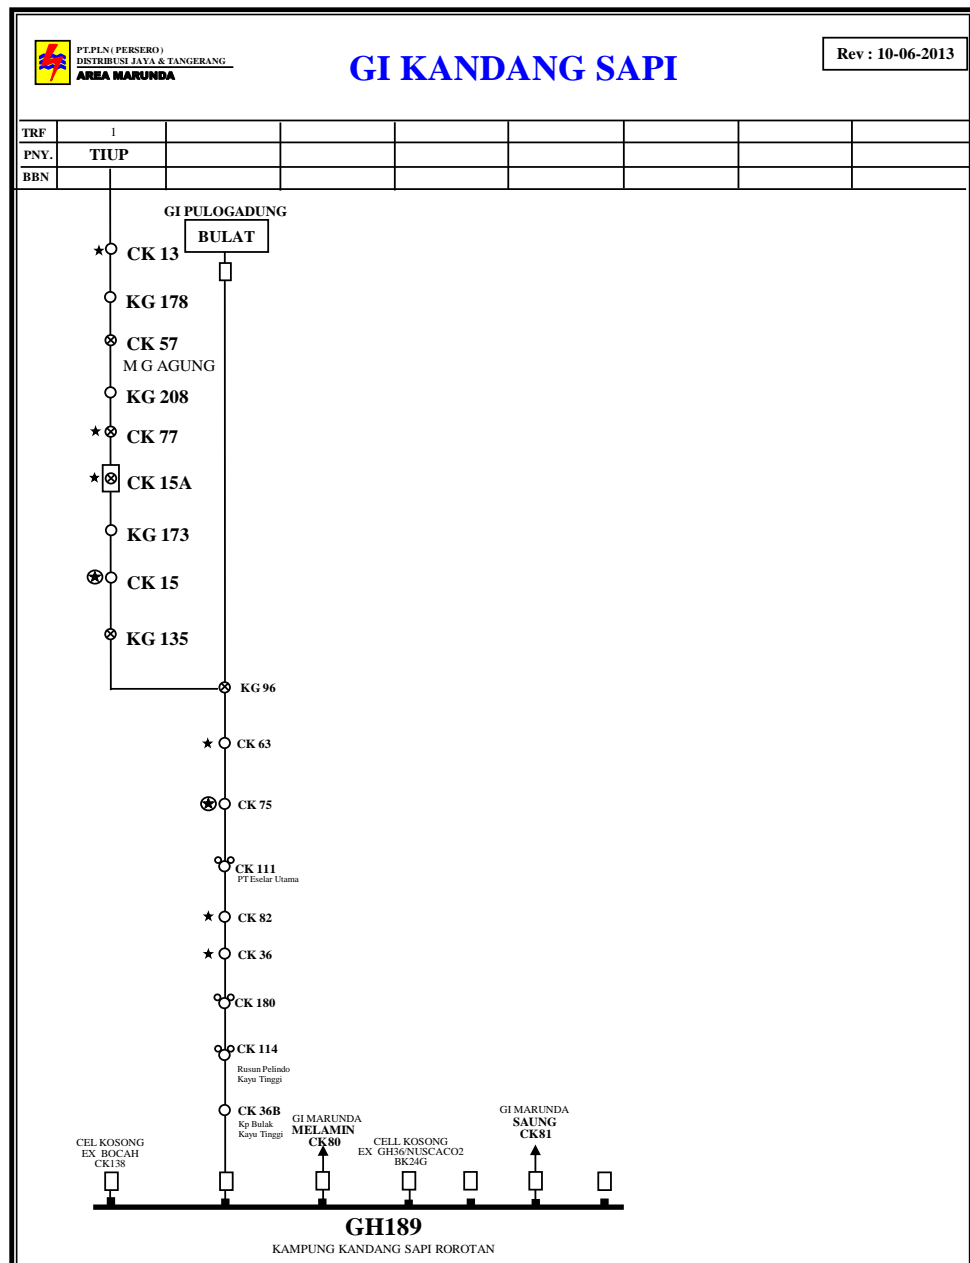 PT.PLN ( PERSERO )
DISTRIBUSI JAYA & TANGERANG
AREA MARUNDA
GI KANDANG SAPI
Rev : 10-06-2013
TRF 1
PNY. TIUP
BBN
GI PULOGADUNG
BULAT
CK 13
KG 178
CK 57
M G AGUNG
KG 208
CK 77
CK 15A
KG 173
CK 15
KG 135
KG 96
CK 63
CK 75
CK 111
PT Eselar Utama
CK 82
CK 36
CK 180
CK 114
Rusun Pelindo
Kayu Tinggi
CK 36B
Kp Bulak
Kayu Tinggi
CEL KOSONG
EX BOCAH
CK138
GI MARUNDA
MELAMIN
CK80
CELL KOSONG
EX GH36/NUSCACO2
BK24G
GI MARUNDA
SAUNG
CK81
GH189
KAMPUNG KANDANG SAPI ROROTAN